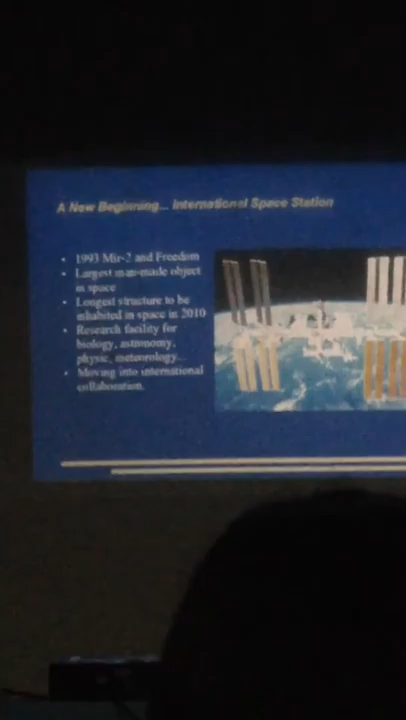 A New Beginning... International Space Station
• 1993 Mir-2 and Freedom
• Largest man-made object
in space
• Longest structure to be
inhabited in space in 2010
• Research facility for
biology, astronomy,
physic, meteorology...
• Moving into international
collaboration.